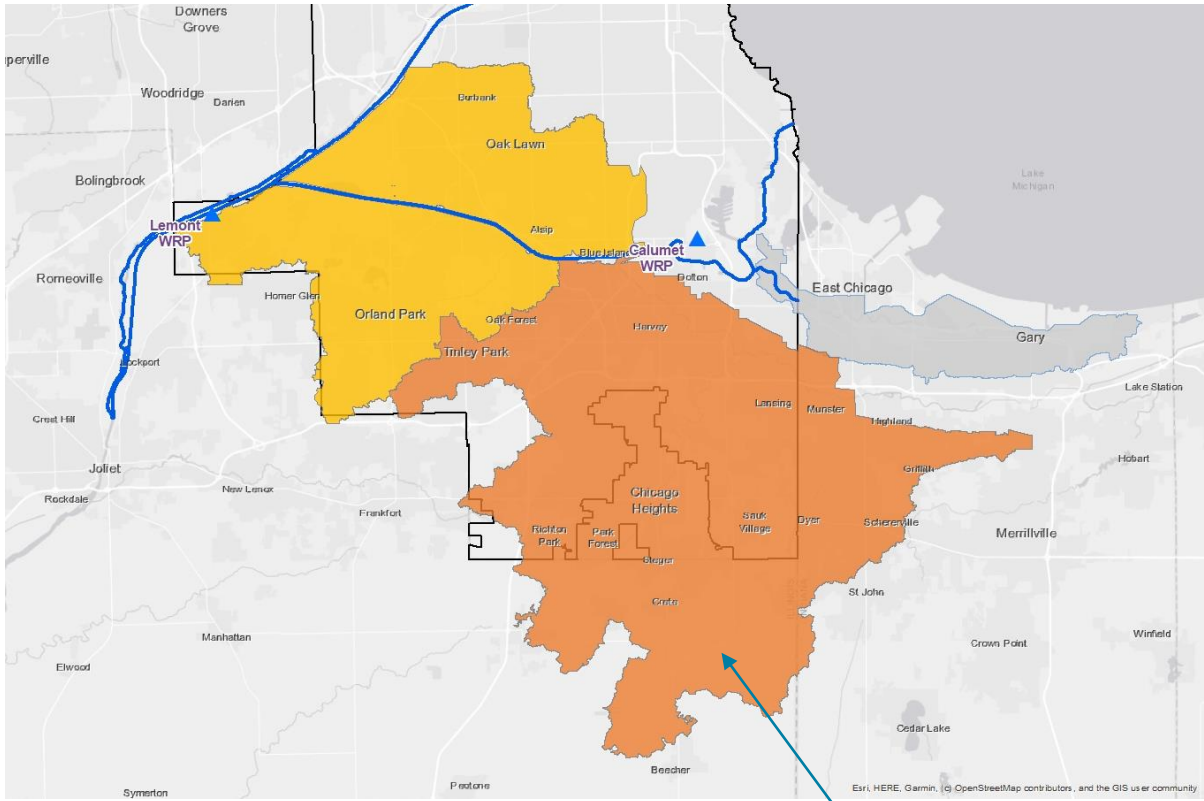 Downers
Grove
perville
Woodridge
Darien
Burbank
Oak Lawn
Bolingbrook
Lake
Michigan
Lemont
WRP
Alsip
Blue Island
Calumet
WRP
Dolton
Romeoville
Homer Glen
East Chicago
Orland Park
Oak Forest
Harvey
Gary
Tinley Park
Lockport
Lake Station
Crest Hill
Lansing
Munster
Highland
Hobart
Joliet
Griffith
New Lenox
Rockdale
Frankfort
Chicago
Heights
Sauk
Village
Dyer
Schererville
Merrillville
Richton
Park
Park
Forest
Steger
Crete
St John
Manhattan
Crown Point
Winfield
Elwood
Cedar Lake
Beecher
Peotone
Symerton
Esri, HERE, Garmin, (c) OpenStreetMap contributors, and the GIS user community